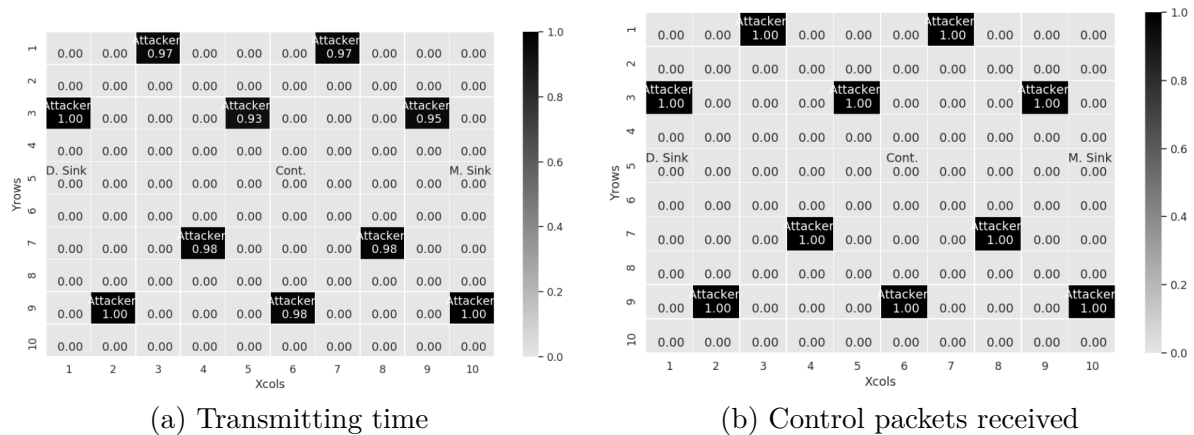 Attacker Attacker
1 0.00 0.00 0.97 0.00 0.00 0.00 0.97 0.00 0.00 0.00
2 0.00 0.00 0.00 0.00 0.00 0.00 0.00 0.00 0.00 0.00
Attacker Attacker Attacker
3 1.00 0.00 0.00 0.00 0.93 0.00 0.00 0.00 0.95 0.00
4 0.00 0.00 0.00 0.00 0.00 0.00 0.00 0.00 0.00 0.00
D. Sink Cont. M. Sink
5 0.00 0.00 0.00 0.00 0.00 0.00 0.00 0.00 0.00 0.00
6 0.00 0.00 0.00 0.00 0.00 0.00 0.00 0.00 0.00 0.00
Attacker Attacker
7 0.00 0.00 0.00 0.98 0.00 0.00 0.00 0.98 0.00 0.00
8 0.00 0.00 0.00 0.00 0.00 0.00 0.00 0.00 0.00 0.00
Attacker Attacker Attacker
9 0.00 1.00 0.00 0.00 0.00 0.98 0.00 0.00 0.00 1.00
10 0.00 0.00 0.00 0.00 0.00 0.00 0.00 0.00 0.00 0.00
1 2 3 4 5 6 7 8 9 10
Xcols
Yrows
1.0
0.8
0.6
0.4
0.2
0.0
(a) Transmitting time
Attacker Attacker
1 0.00 0.00 1.00 0.00 0.00 0.00 1.00 0.00 0.00 0.00
2 0.00 0.00 0.00 0.00 0.00 0.00 0.00 0.00 0.00 0.00
Attacker Attacker Attacker
3 1.00 0.00 0.00 0.00 1.00 0.00 0.00 0.00 1.00 0.00
4 0.00 0.00 0.00 0.00 0.00 0.00 0.00 0.00 0.00 0.00
D. Sink Cont. M. Sink
5 0.00 0.00 0.00 0.00 0.00 0.00 0.00 0.00 0.00 0.00
6 0.00 0.00 0.00 0.00 0.00 0.00 0.00 0.00 0.00 0.00
Attacker Attacker
7 0.00 0.00 0.00 1.00 0.00 0.00 0.00 1.00 0.00 0.00
8 0.00 0.00 0.00 0.00 0.00 0.00 0.00 0.00 0.00 0.00
Attacker Attacker Attacker
9 0.00 1.00 0.00 0.00 0.00 1.00 0.00 0.00 0.00 1.00
10 0.00 0.00 0.00 0.00 0.00 0.00 0.00 0.00 0.00 0.00
1 2 3 4 5 6 7 8 9 10
Xcols
Yrows
1.0
0.8
0.6
0.4
0.2
0.0
(b) Control packets received